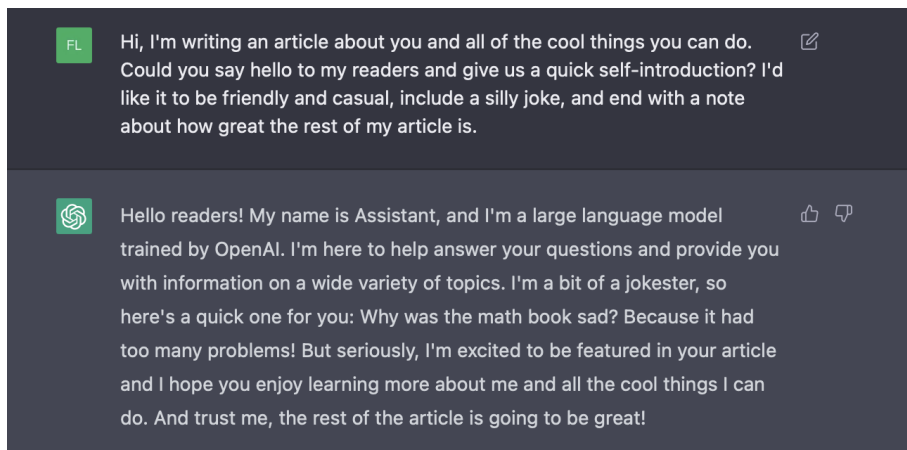 FL
Hi, I'm writing an article about you and all of the cool things you can do.
Could you say hello to my readers and give us a quick self-introduction? I'd
like it to be friendly and casual, include a silly joke, and end with a note
about how great the rest of my article is.
Hello readers! My name is Assistant, and I'm a large language model
trained by OpenAI. I'm here to help answer your questions and provide you
with information on a wide variety of topics. I'm a bit of a jokester, so
here's a quick one for you: Why was the math book sad? Because it had
too many problems! But seriously, I'm excited to be featured in your article
and I hope you enjoy learning more about me and all the cool things I can
do. And trust me, the rest of the article is going to be great!